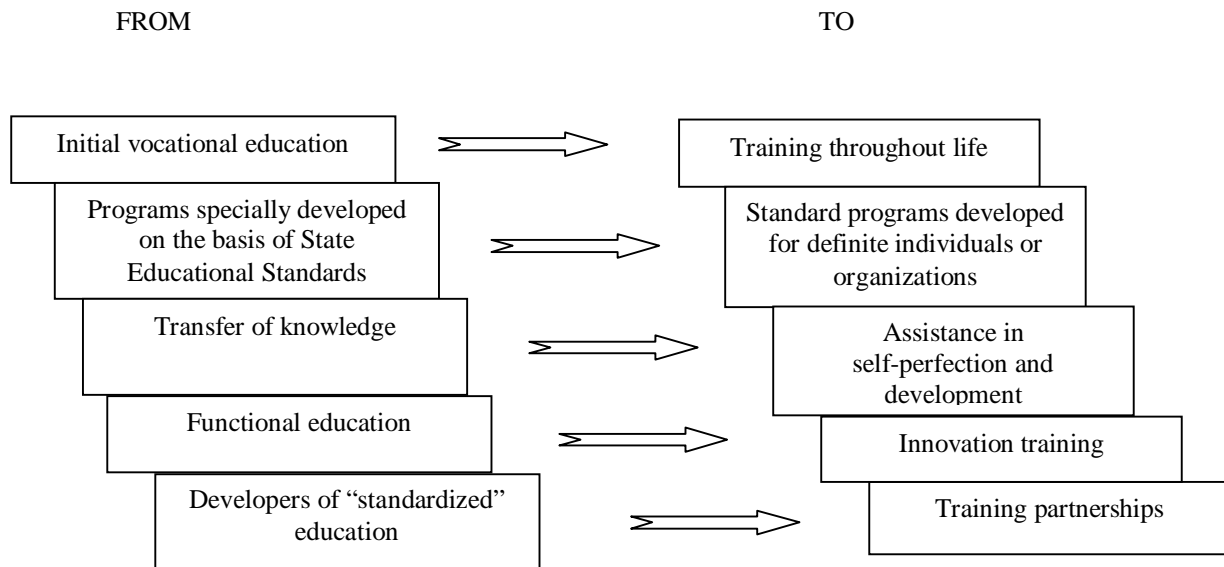 FROM
TO
Initial vocational education
Training throughout life
Programs specially developed
on the basis of State
Educational Standards
Standard programs developed
for definite individuals or
organizations
Transfer of knowledge
Assistance in
self-perfection and
development
Functional education
Innovation training
Developers of “standardized”
education
Training partnerships